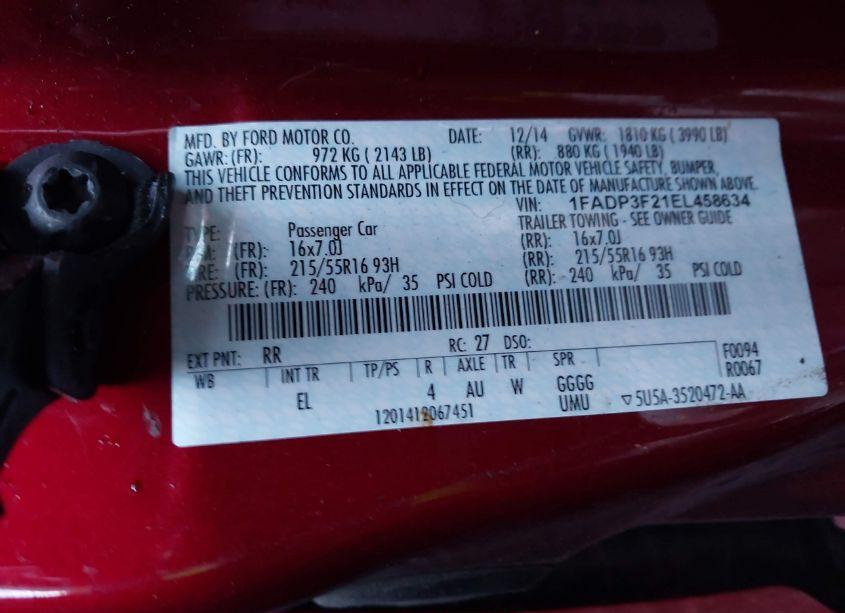 MFD. BY FORD MOTOR CO. DATE: 12/14 GVWR: 1810 KG ( 3990 LB)
GAWR: (FR): 972 KG ( 2143 LB) (RR): 880 KG ( 1940 LB)
THIS VEHICLE CONFORMS TO ALL APPLICABLE FEDERAL MOTOR VEHICLE SAFETY, BUMPER,
AND THEFT PREVENTION STANDARDS IN EFFECT ON THE DATE OF MANUFACTURE SHOWN ABOVE.
VIN: 1FADP3F21EL458634
TYPE: Passenger Car TRAILER TOWING - SEE OWNER GUIDE
(FR): 16x7.0J (RR): 16x7.0J
(FR): 215/55R16 93H (RR): 215/55R16 93H
PRESSURE: (FR): 240 kPa/ 35 PSI COLD (RR): 240 kPa/ 35 PSI COLD
EXT PNT: RR RC: 27 DSO: F0094
WB INT TR TP/PS R AXLE TR SPR R0067
EL 4 AU W GGGG
UMU ▽5U5A-3520472-AA
1201412067451